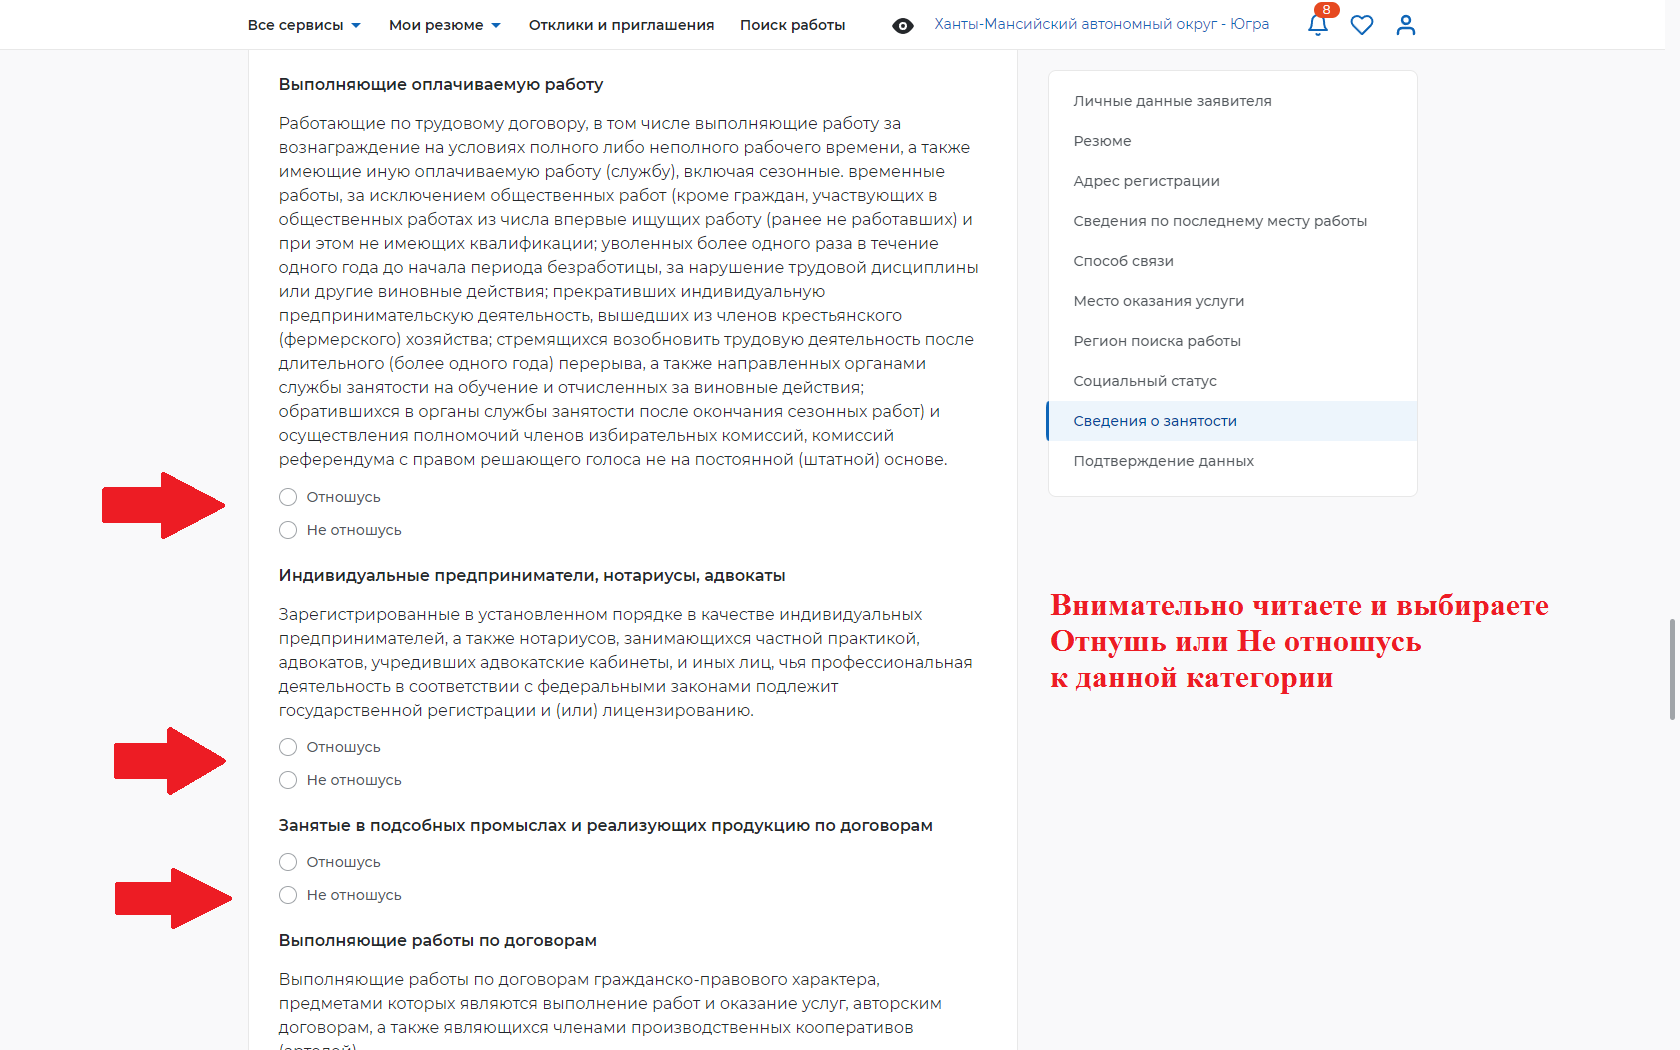 Все сервисы Мои резюме Отклики и приглашения Поиск работы Ханты-Мансийский автономный округ - Югра 8
Выполняющие оплачиваемую работу
Работающие по трудовому договору, в том числе выполняющие работу за
вознаграждение на условиях полного либо неполного рабочего времени, а также
имеющие иную оплачиваемую работу (службу), включая сезонные. временные
работы, за исключением общественных работ (кроме граждан, участвующих в
общественных работах из числа впервые ищущих работу (ранее не работавших) и
при этом не имеющих квалификации; уволенных более одного раза в течение
одного года до начала периода безработицы, за нарушение трудовой дисциплины
или другие виновные действия; прекративших индивидуальную
предпринимательскую деятельность, вышедших из членов крестьянского
(фермерского) хозяйства; стремящихся возобновить трудовую деятельность после
длительного (более одного года) перерыва, а также направленных органами
службы занятости на обучение и отчисленных за виновные действия;
обратившихся в органы службы занятости после окончания сезонных работ) и
осуществления полномочий членов избирательных комиссий, комиссий
референдума с правом решающего голоса не на постоянной (штатной) основе.
Отношусь
Не отношусь
Индивидуальные предприниматели, нотариусы, адвокаты
Зарегистрированные в установленном порядке в качестве индивидуальных
предпринимателей, а также нотариусов, занимающихся частной практикой,
адвокатов, учредивших адвокатские кабинеты, и иных лиц, чья профессиональная
деятельность в соответствии с федеральными законами подлежит
государственной регистрации и (или) лицензированию.
Отношусь
Не отношусь
Занятые в подсобных промыслах и реализующих продукцию по договорам
Отношусь
Не отношусь
Выполняющие работы по договорам
Выполняющие работы по договорам гражданско-правового характера,
предметами которых являются выполнение работ и оказание услуг, авторским
договорам, а также являющихся членами производственных кооперативов
(артелей)
Личные данные заявителя
Резюме
Адрес регистрации
Сведения по последнему месту работы
Способ связи
Место оказания услуги
Регион поиска работы
Социальный статус
Сведения о занятости
Подтверждение данных
Внимательно читаете и выбираете
Отнушь или Не отношусь
к данной категории